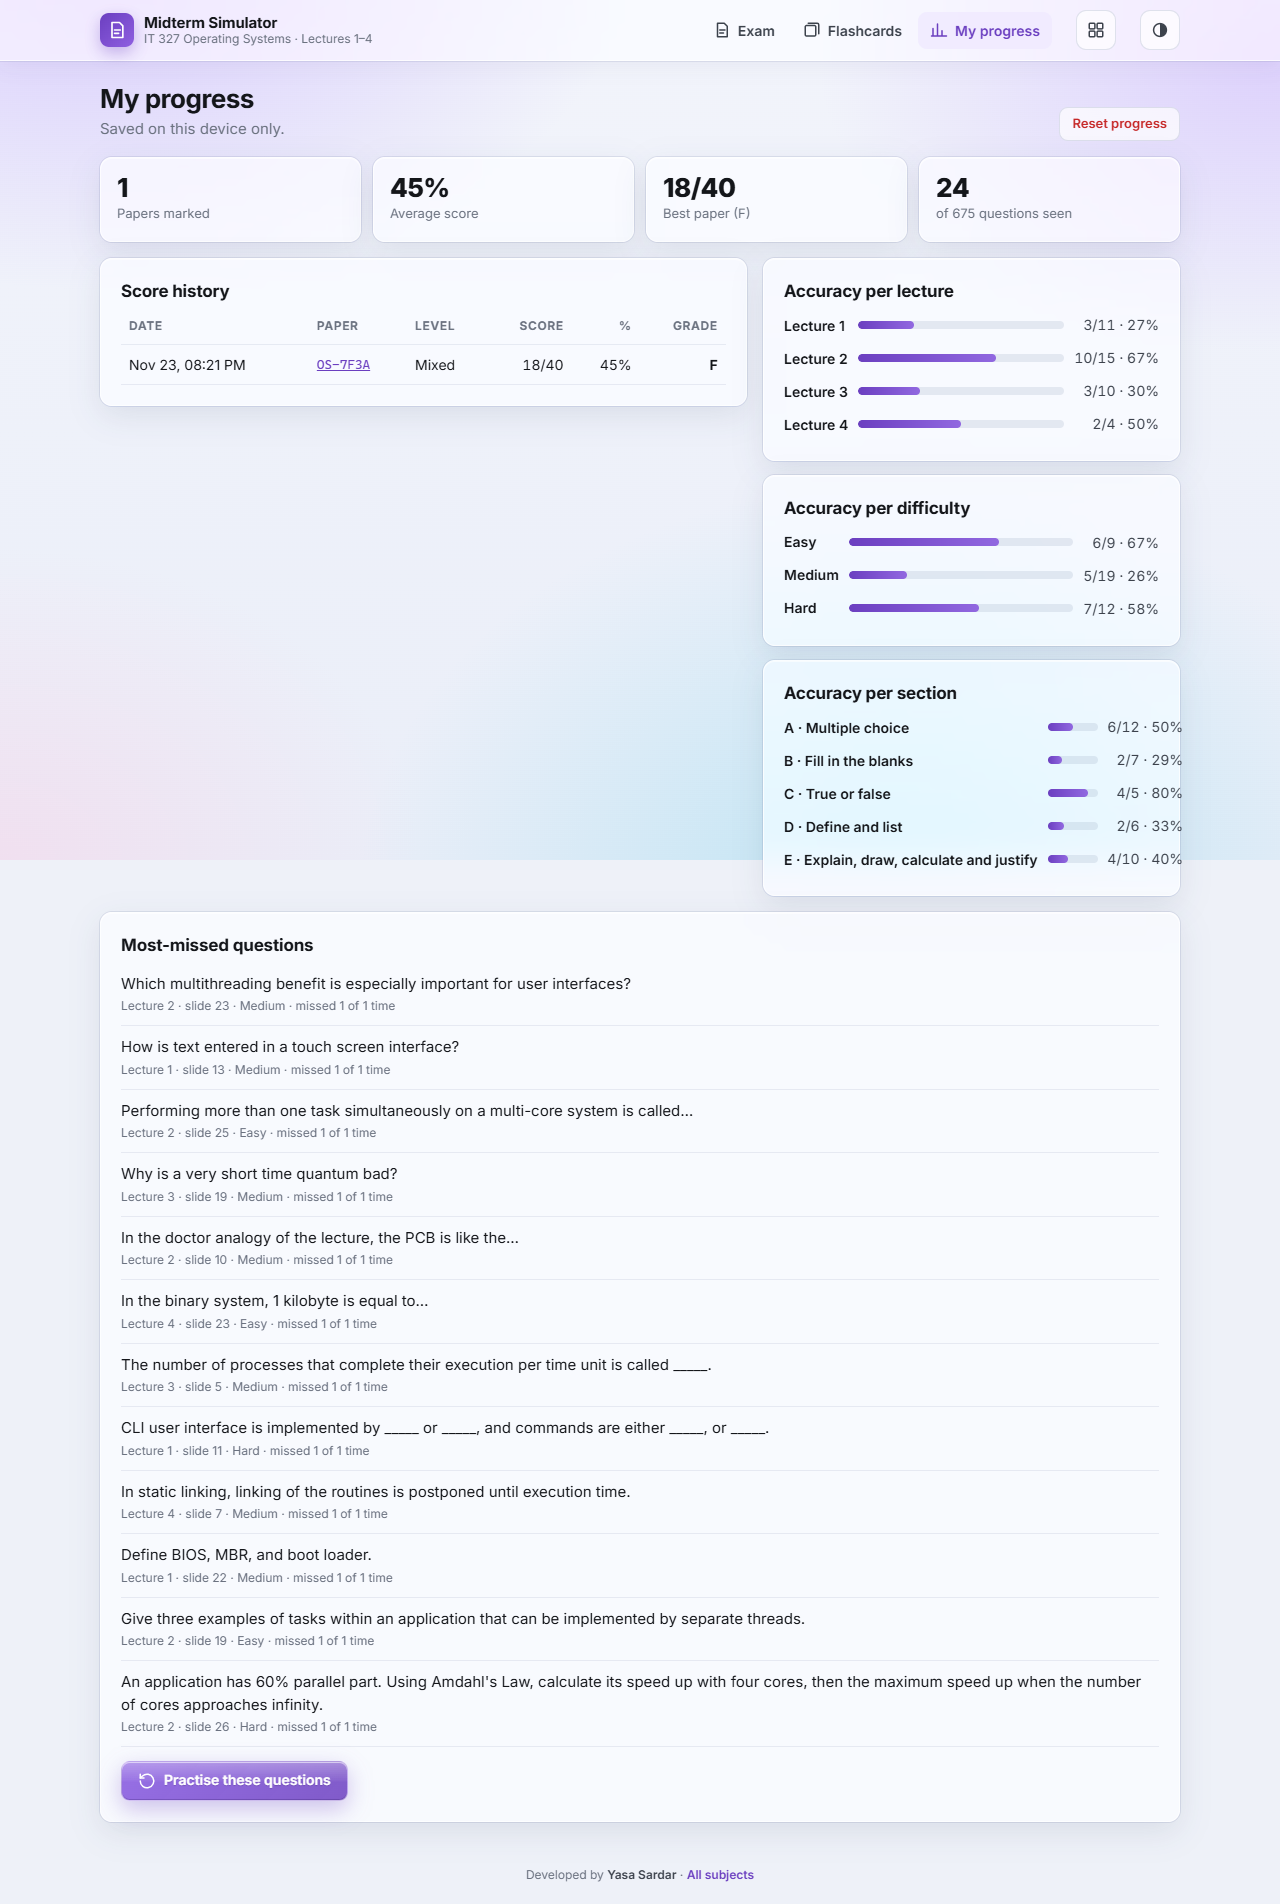 Midterm Simulator
IT 327 Operating Systems · Lectures 1–4
Exam
Flashcards
My progress
My progress
Saved on this device only.
Reset progress
1
Papers marked
45%
Average score
18/40
Best paper (F)
24
of 675 questions seen
Score history
DATE PAPER LEVEL SCORE % GRADE
Nov 23, 08:21 PM OS-7F3A Mixed 18/40 45% F
Accuracy per lecture
Lecture 1 3/11 · 27%
Lecture 2 10/15 · 67%
Lecture 3 3/10 · 30%
Lecture 4 2/4 · 50%
Accuracy per difficulty
Easy 6/9 · 67%
Medium 5/19 · 26%
Hard 7/12 · 58%
Accuracy per section
A · Multiple choice 6/12 · 50%
B · Fill in the blanks 2/7 · 29%
C · True or false 4/5 · 80%
D · Define and list 2/6 · 33%
E · Explain, draw, calculate and justify 4/10 · 40%
Most-missed questions
Which multithreading benefit is especially important for user interfaces?
Lecture 2 · slide 23 · Medium · missed 1 of 1 time
How is text entered in a touch screen interface?
Lecture 1 · slide 13 · Medium · missed 1 of 1 time
Performing more than one task simultaneously on a multi-core system is called…
Lecture 2 · slide 25 · Easy · missed 1 of 1 time
Why is a very short time quantum bad?
Lecture 3 · slide 19 · Medium · missed 1 of 1 time
In the doctor analogy of the lecture, the PCB is like the…
Lecture 2 · slide 10 · Medium · missed 1 of 1 time
In the binary system, 1 kilobyte is equal to…
Lecture 4 · slide 23 · Easy · missed 1 of 1 time
The number of processes that complete their execution per time unit is called _____.
Lecture 3 · slide 5 · Medium · missed 1 of 1 time
CLI user interface is implemented by _____ or _____, and commands are either _____, or _____.
Lecture 1 · slide 11 · Hard · missed 1 of 1 time
In static linking, linking of the routines is postponed until execution time.
Lecture 4 · slide 7 · Medium · missed 1 of 1 time
Define BIOS, MBR, and boot loader.
Lecture 1 · slide 22 · Medium · missed 1 of 1 time
Give three examples of tasks within an application that can be implemented by separate threads.
Lecture 2 · slide 19 · Easy · missed 1 of 1 time
An application has 60% parallel part. Using Amdahl's Law, calculate its speed up with four cores, then the maximum speed up when the number
of cores approaches infinity.
Lecture 2 · slide 26 · Hard · missed 1 of 1 time
Practise these questions
Developed by Yasa Sardar · All subjects